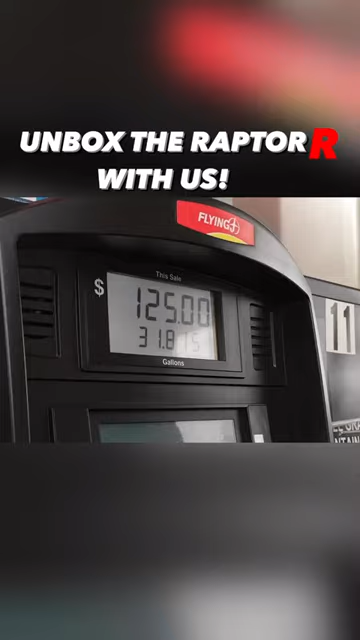 UNBOX THE RAPTOR R
WITH US!
FLYING J
This Sale
$ 125.00
31.815
Gallons
11